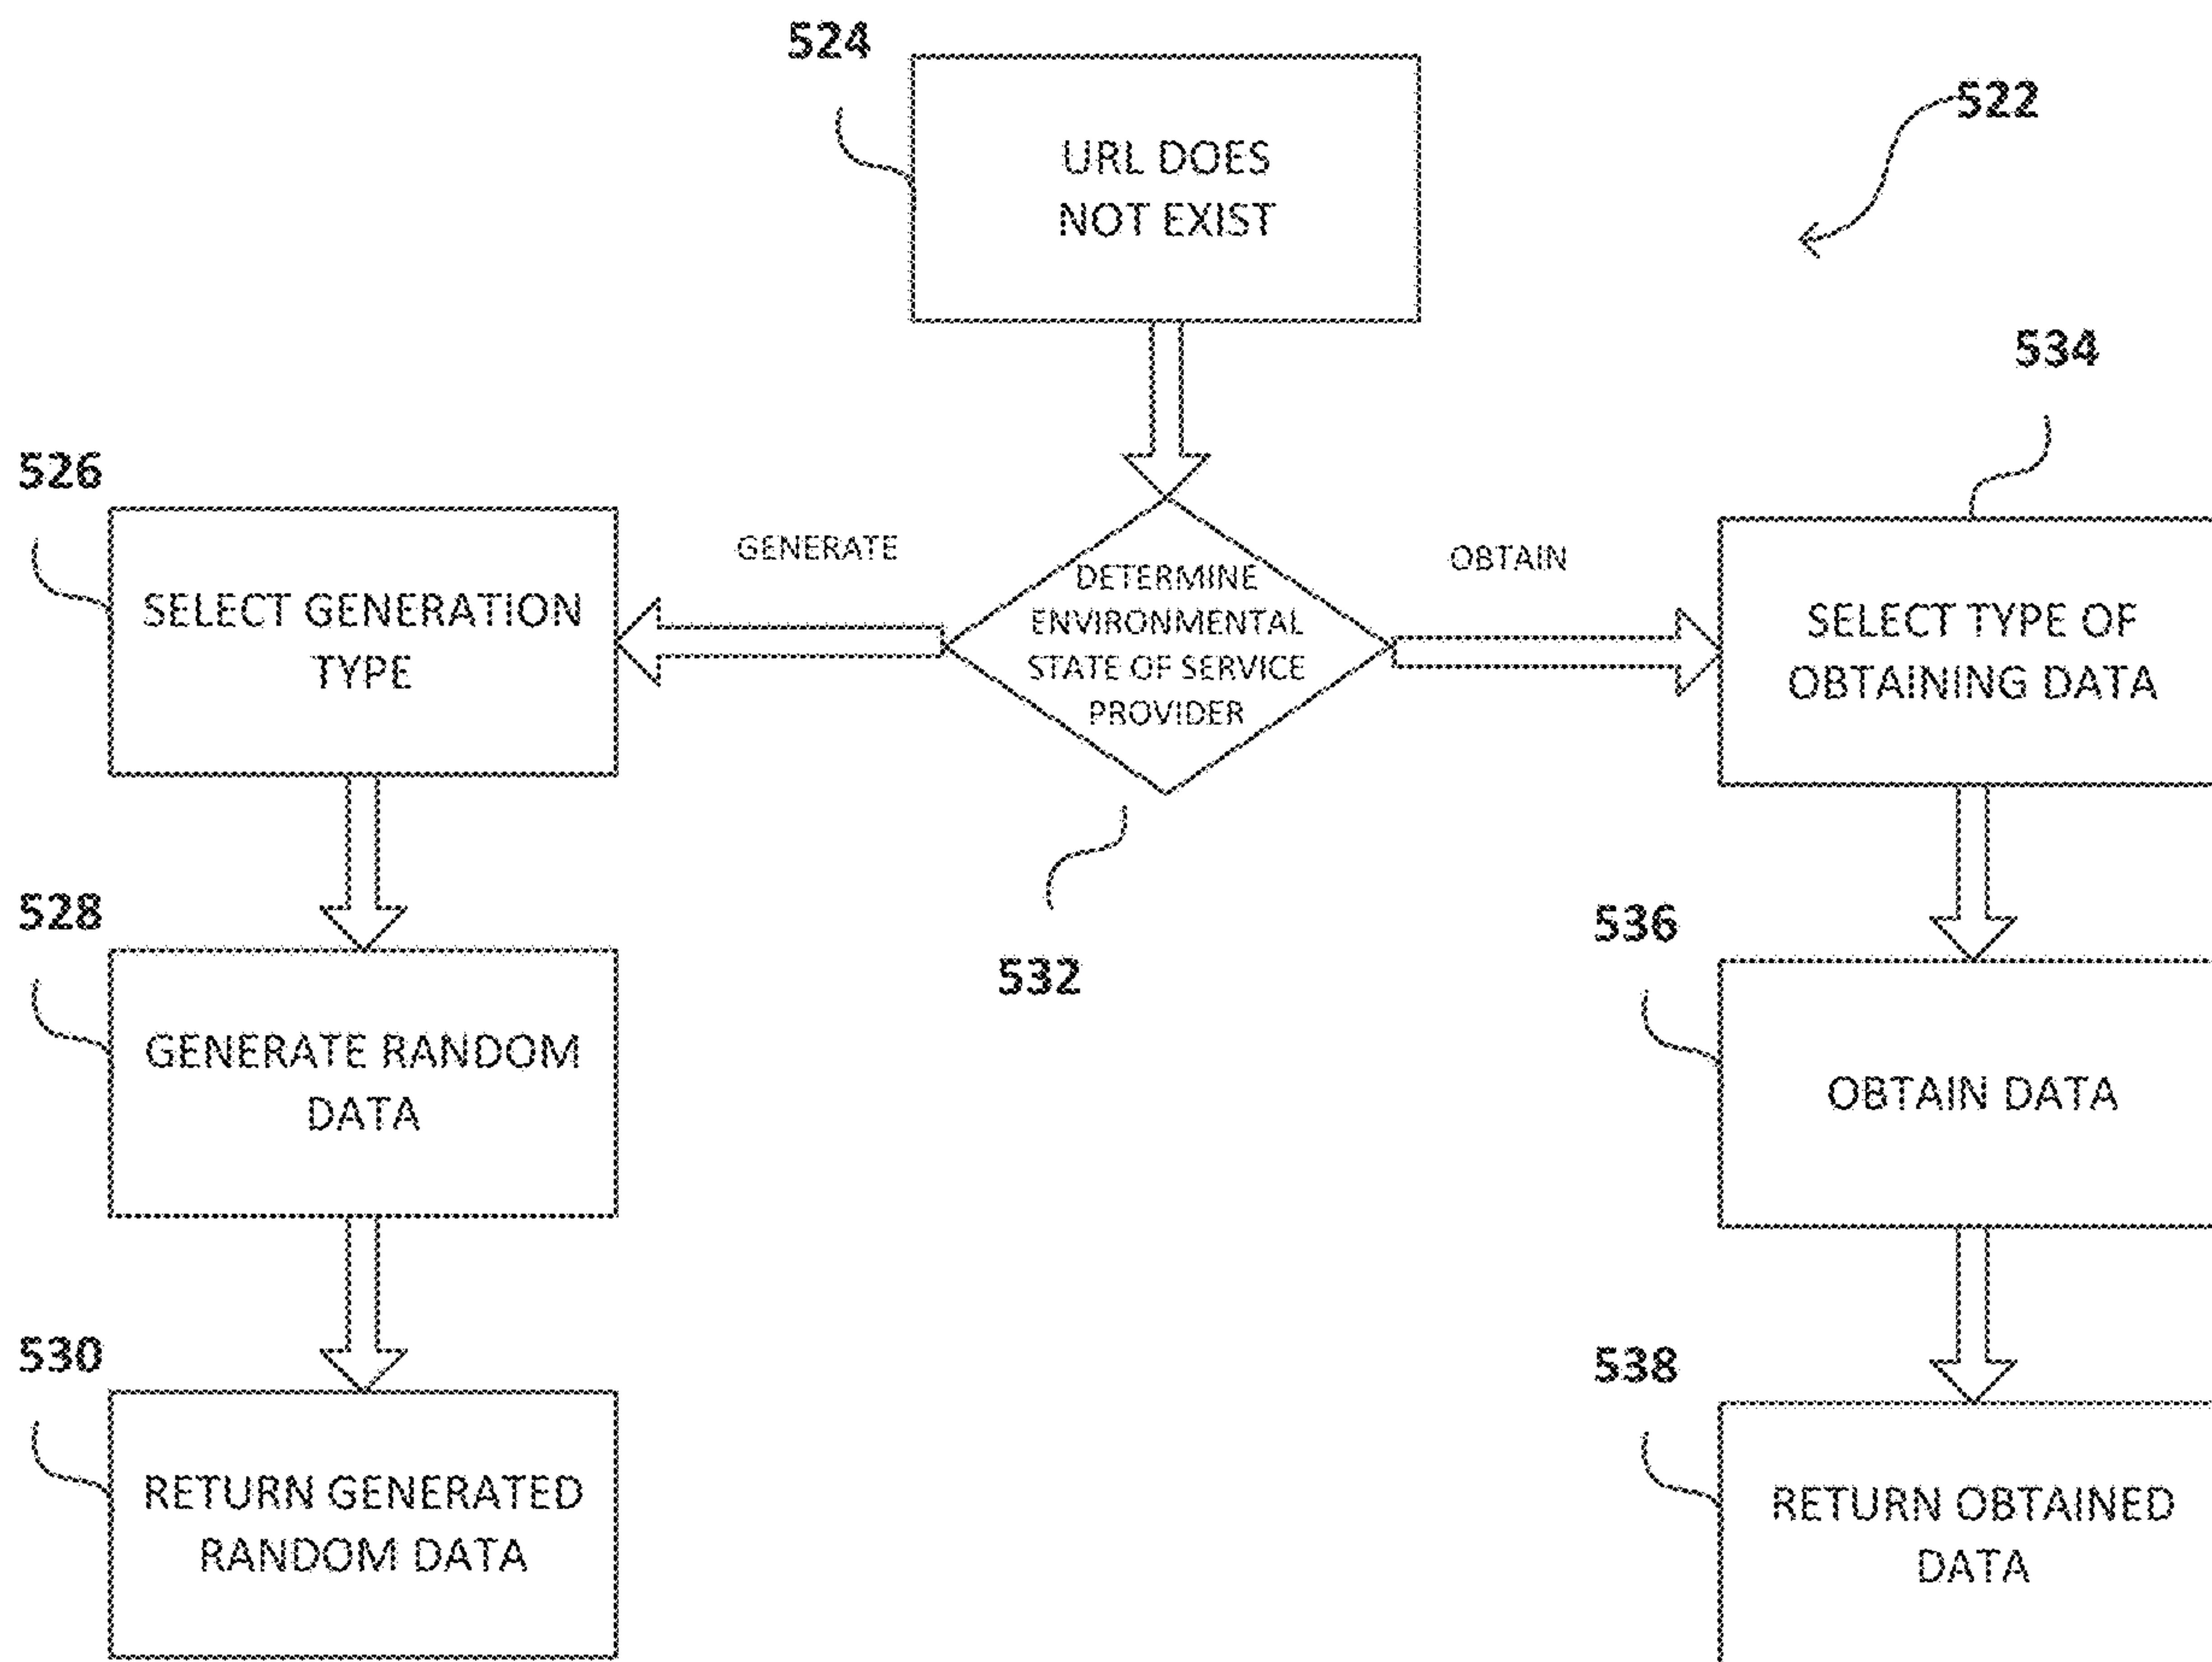 524
URL DOES
NOT EXIST
522
534
526
SELECT GENERATION
TYPE
GENERATE
DETERMINE
ENVIRONMENTAL
STATE OF SERVICE
PROVIDER
OBTAIN
SELECT TYPE OF
OBTAINING DATA
532
528
GENERATE RANDOM
DATA
536
OBTAIN DATA
530
RETURN GENERATED
RANDOM DATA
538
RETURN OBTAINED
DATA